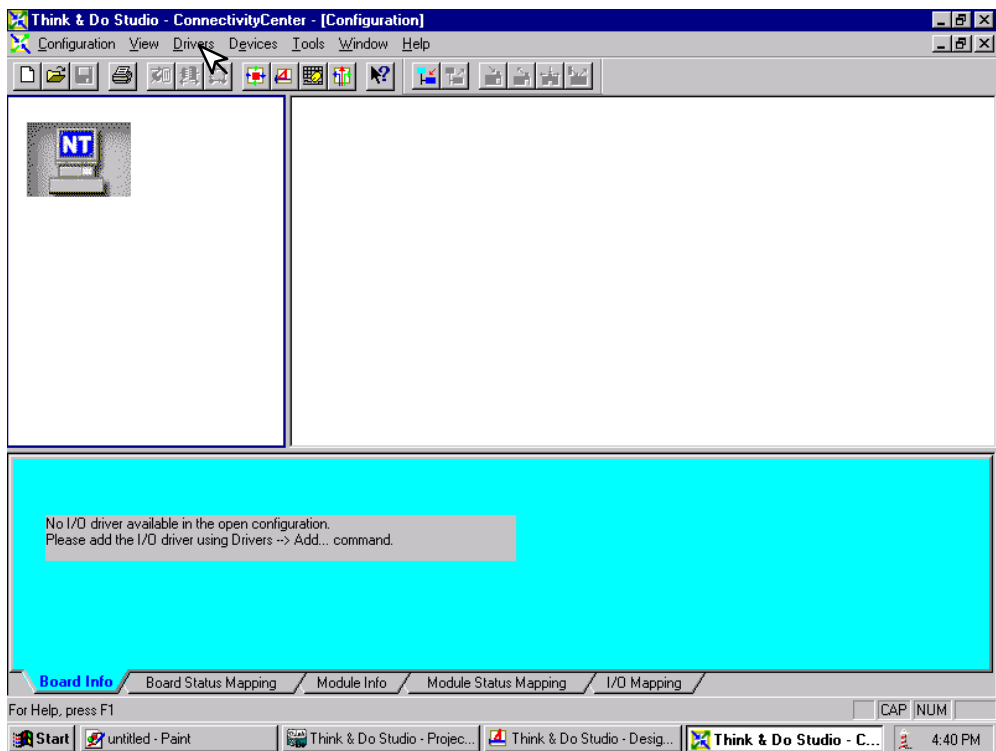 Think & Do Studio - ConnectivityCenter - [Configuration]
Configuration View Drivers Devices Tools Window Help
NT
No I/O driver available in the open configuration.
Please add the I/O driver using Drivers --> Add... command.
Board Info Board Status Mapping Module Info Module Status Mapping I/O Mapping
For Help, press F1 CAP NUM
Start untitled - Paint Think & Do Studio - Projec... Think & Do Studio - Desig... Think & Do Studio - C... 4:40 PM